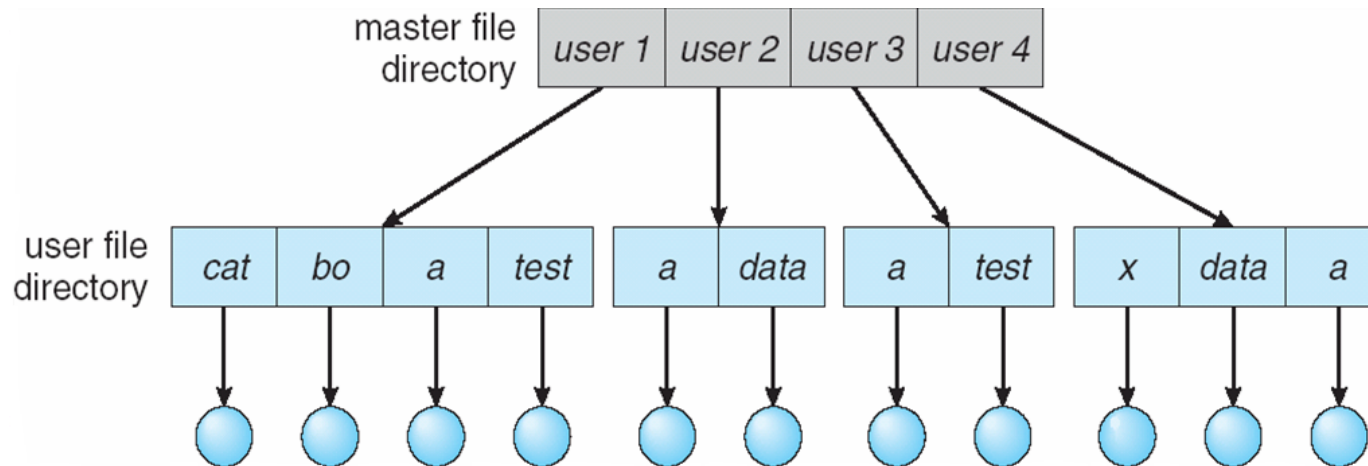 master file
directory
user 1 user 2 user 3 user 4
user file
directory
cat bo a test a data a test x data a